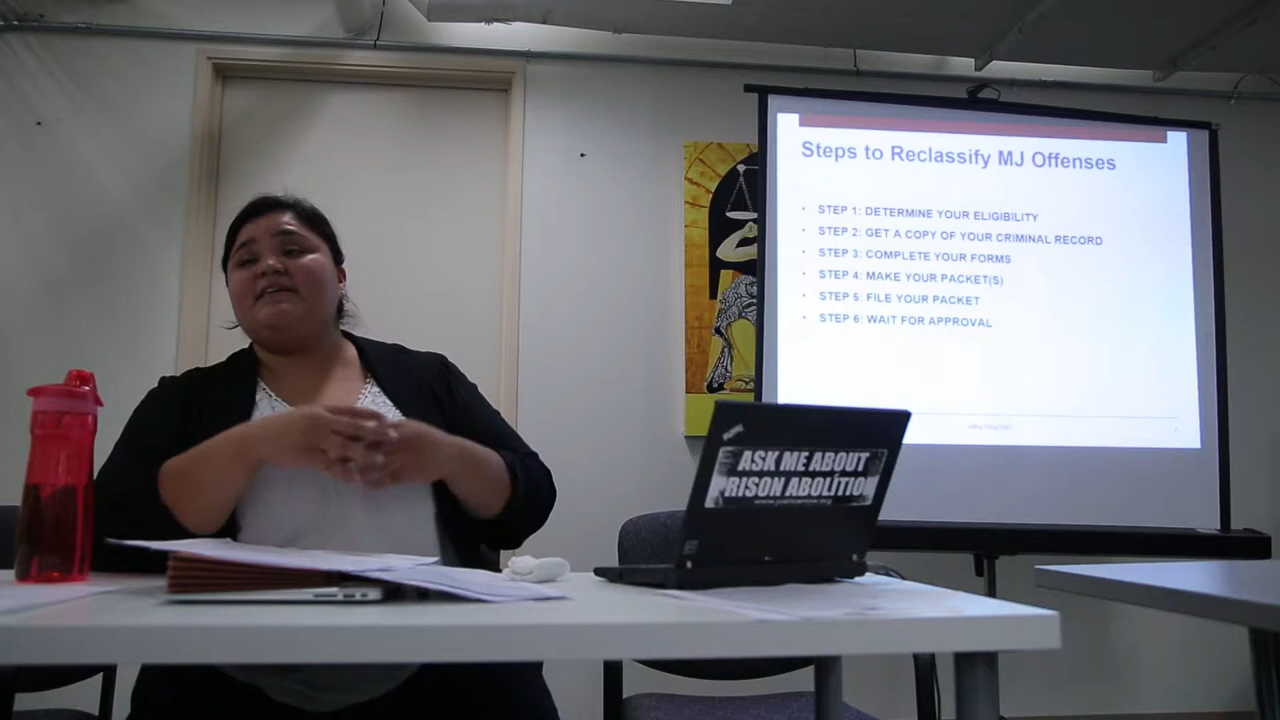 Steps to Reclassify MJ Offenses
• STEP 1: DETERMINE YOUR ELIGIBILITY
• STEP 2: GET A COPY OF YOUR CRIMINAL RECORD
• STEP 3: COMPLETE YOUR FORMS
• STEP 4: MAKE YOUR PACKET(S)
• STEP 5: FILE YOUR PACKET
• STEP 6: WAIT FOR APPROVAL
ASK ME ABOUT
RISON ABOLITIO